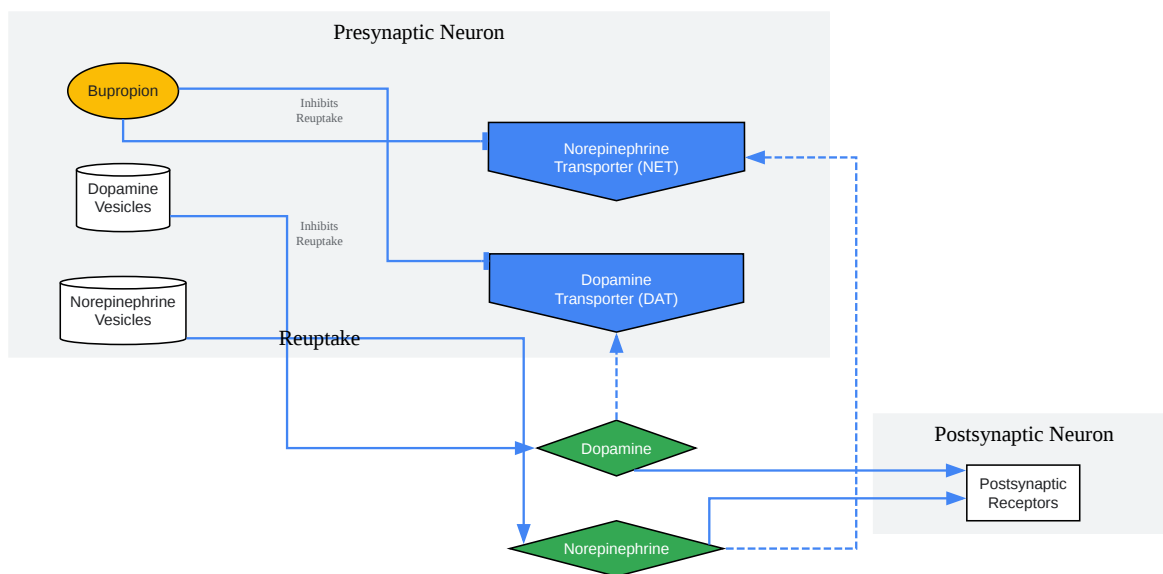 Presynaptic Neuron
Bupropion
Inhibits
Reuptake
Norepinephrine
Transporter (NET)
Dopamine
Vesicles
Inhibits
Reuptake
Dopamine
Transporter (DAT)
Norepinephrine
Vesicles
Reuptake
Dopamine
Postsynaptic Neuron
Postsynaptic
Receptors
Norepinephrine